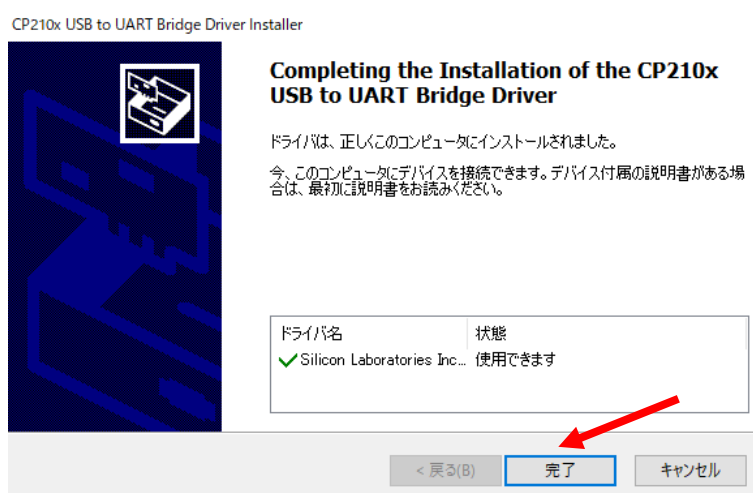 CP210x USB to UART Bridge Driver Installer
Completing the Installation of the CP210x
USB to UART Bridge Driver
ドライバは、正しくこのコンピュータにインストールされました。
今、このコンピュータにデバイスを接続できます。デバイス付属の説明書がある場
合は、最初に説明書をお読みください。
ドライバ名 状態
Silicon Laboratories Inc... 使用できます
< 戻る(B) 完了 キャンセル